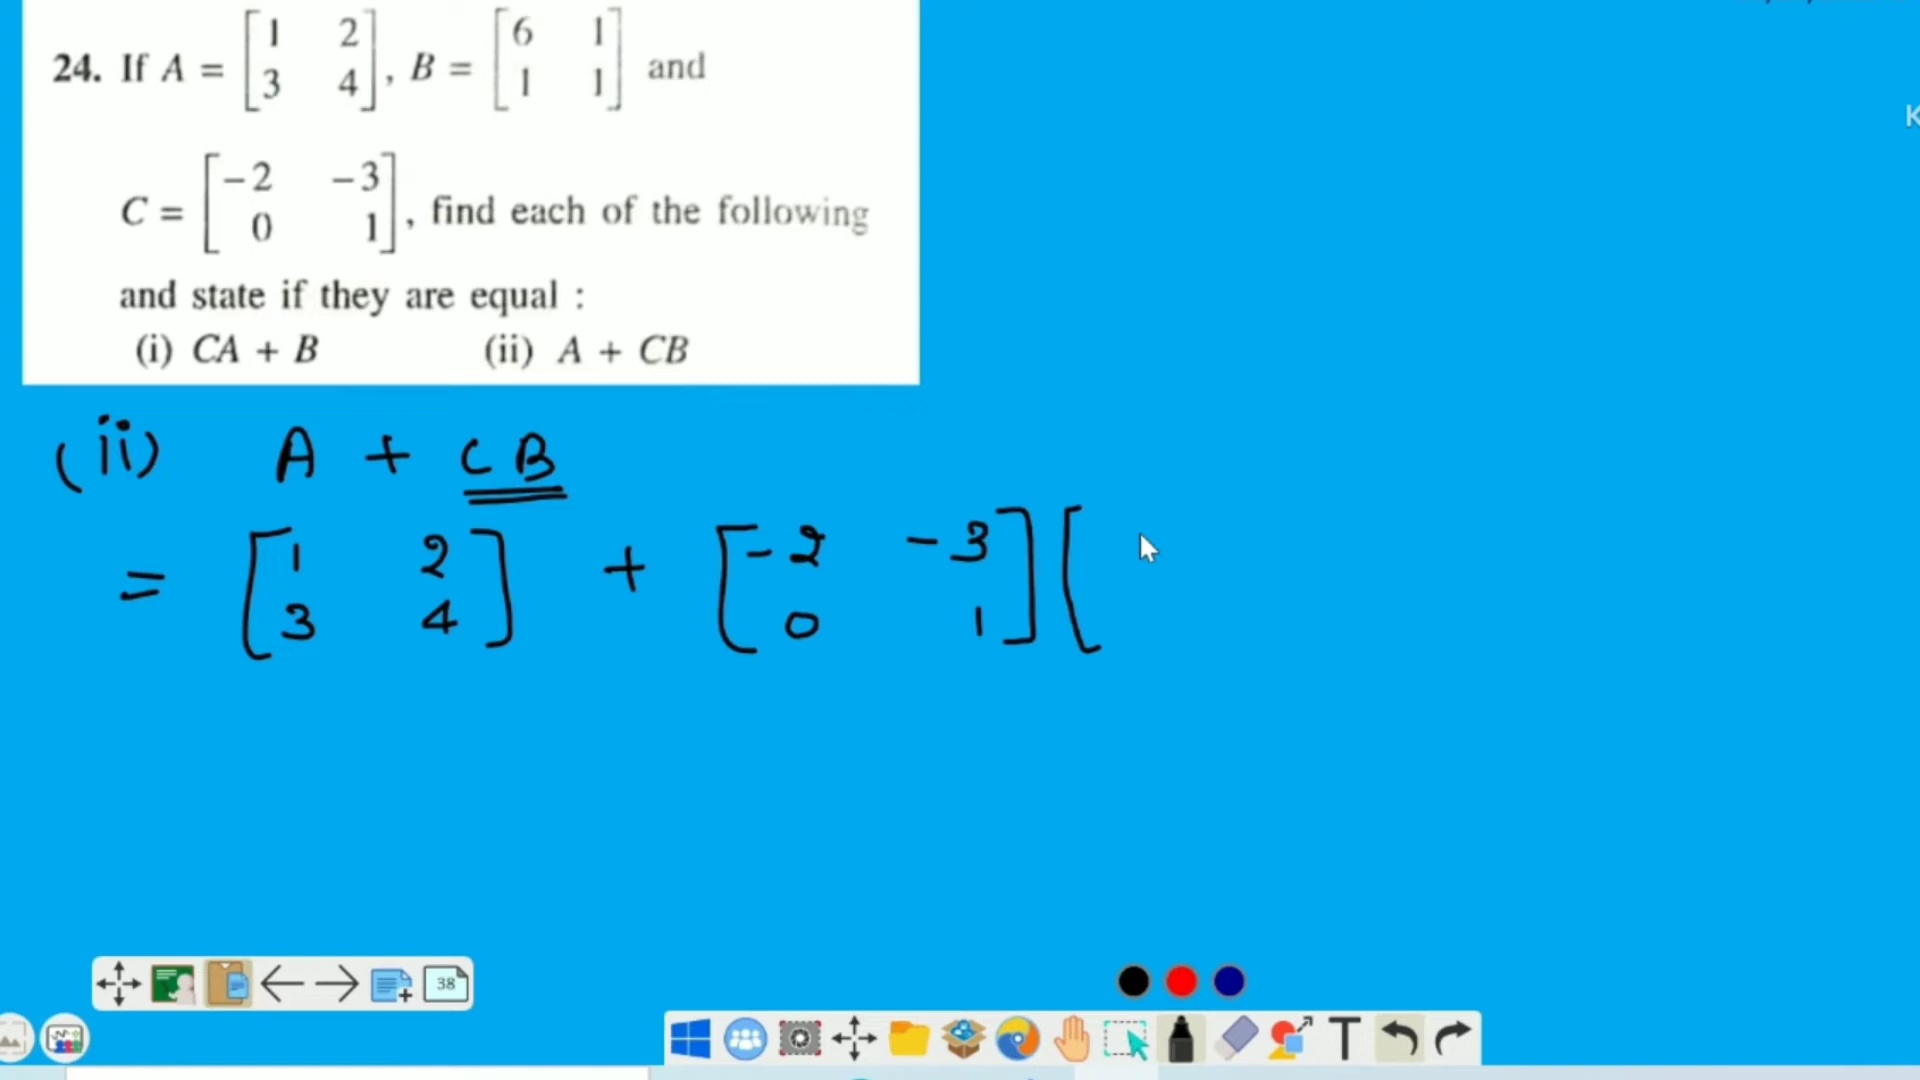 24. If A = [1 2
3 4], B = [6 1
1 1] and
C = [-2 -3
0 1], find each of the following
and state if they are equal :
(i) CA + B (ii) A + CB
(ii) A + CB
= [1 2
3 4] + [-2 -3
0 1] [
38
T
K